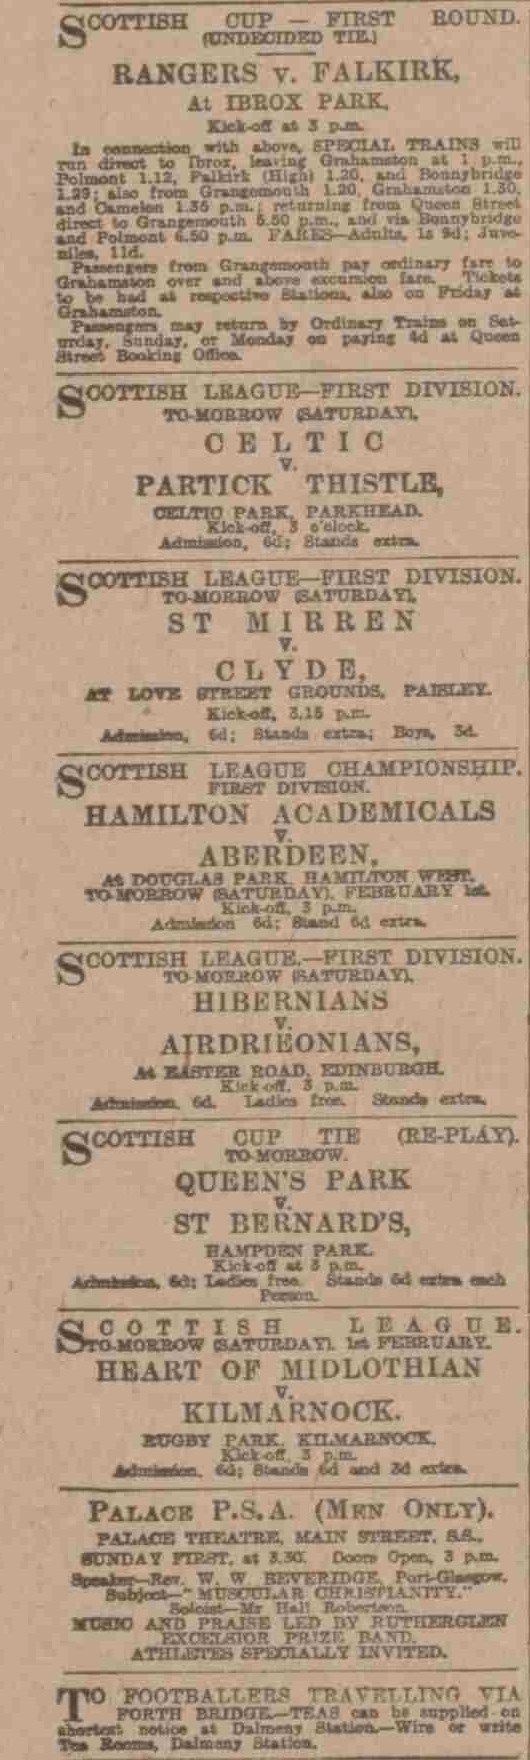 SCOTTISH CUP — FIRST ROUND.
(UNDECIDED TIE.)
RANGERS v. FALKIRK,
At IBROX PARK,
Kick-off at 3 p.m.
In connection with above, SPECIAL TRAINS will
run direct to Ibrox, leaving Grahamston at 1 p.m.,
Polmont 1.12, Falkirk (High) 1.20, and Bonnybridge
1.29; also from Grangemouth 1.20, Grahamston 1.30,
and Camelon 1.35 p.m.; returning from Queen Street
direct to Grangemouth 6.50 p.m., and via Bonnybridge
and Polmont 6.50 p.m. FARES—Adults, 1s 9d; Juve-
niles, 11d.
Passengers from Grangemouth pay ordinary fare to
Grahamston over and above excursion fare. Tickets
to be had at respective Stations, also on Friday at
Grahamston.
Passengers may return by Ordinary Trains on Sat-
urday, Sunday, or Monday on paying 4d at Queen
Street Booking Office.
SCOTTISH LEAGUE—FIRST DIVISION.
TO-MORROW (SATURDAY),
CELTIC
v.
PARTICK THISTLE,
CELTIC PARK, PARKHEAD.
Kick-off, 3 o'clock.
Admission, 6d; Stands extra.
SCOTTISH LEAGUE—FIRST DIVISION.
TO-MORROW (SATURDAY),
ST MIRREN
v.
CLYDE,
AT LOVE STREET GROUNDS, PAISLEY.
Kick-off, 3.15 p.m.
Admission, 6d; Stands extra; Boys, 3d.
SCOTTISH LEAGUE CHAMPIONSHIP.
FIRST DIVISION.
HAMILTON ACADEMICALS
v.
ABERDEEN,
At DOUGLAS PARK, HAMILTON WEST.
TO-MORROW (SATURDAY), FEBRUARY 1st.
Kick-off, 3 p.m.
Admission 6d; Stand 6d extra.
SCOTTISH LEAGUE.—FIRST DIVISION.
TO-MORROW (SATURDAY),
HIBERNIANS
v.
AIRDRIEONIANS,
At EASTER ROAD, EDINBURGH.
Kick-off, 3 p.m.
Admission, 6d. Ladies free. Stands extra.
SCOTTISH CUP TIE (RE-PLAY).
TO-MORROW.
QUEEN'S PARK
v.
ST BERNARD'S,
HAMPDEN PARK.
Kick-off at 3 p.m.
Admission, 6d; Ladies free. Stands 6d extra each
Person.
SCOTTISH LEAGUE.
TO-MORROW (SATURDAY), 1st FEBRUARY.
HEART OF MIDLOTHIAN
v.
KILMARNOCK.
RUGBY PARK, KILMARNOCK.
Kick-off, 3 p.m.
Admission, 6d; Stands 6d and 3d extra.
PALACE P.S.A. (MEN ONLY).
PALACE THEATRE, MAIN STREET, S.S.,
SUNDAY FIRST, at 3.30. Doors Open, 3 p.m.
Speaker—Rev. W. W. BEVERIDGE, Port-Glasgow.
Subject—"MUSCULAR CHRISTIANITY."
Soloist—Mr Hall Robertson.
MUSIC AND PRAISE LED BY RUTHERGLEN
EXCELSIOR PRIZE BAND.
ATHLETES SPECIALLY INVITED.
TO FOOTBALLERS TRAVELLING VIA
FORTH BRIDGE.—TEAS can be supplied on
shortest notice at Dalmeny Station.—Wire or write
Tea Rooms, Dalmeny Station.